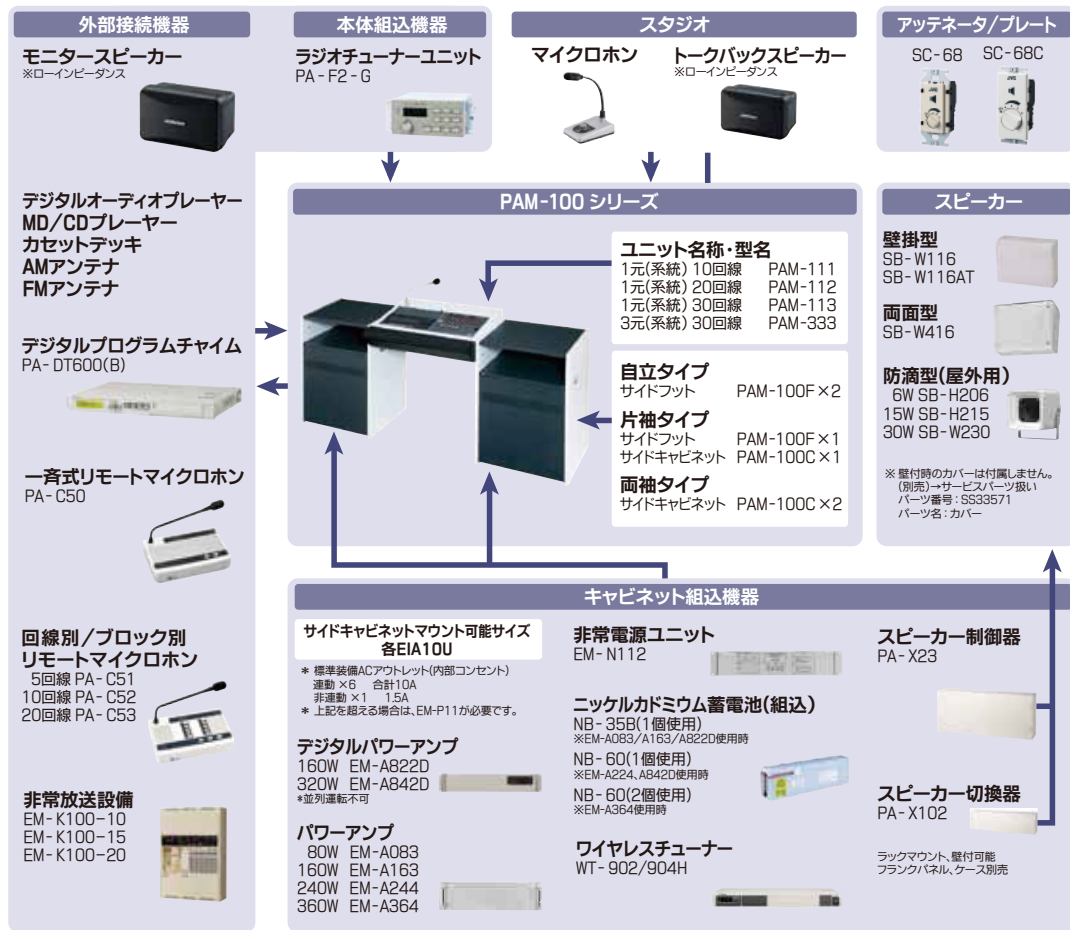 外部接続機器
モニタースピーカー
※ローインピーダンス
デジタルオーディオプレーヤー
MD/CDプレーヤー
カセットデッキ
AMアンテナ
FMアンテナ
デジタルプログラムチャイム
PA-DT600(B)
一斉式リモートマイクロホン
PA-C50
回線別/ブロック別
リモートマイクロホン
5回線 PA-C51
10回線 PA-C52
20回線 PA-C53
非常放送設備
EM-K100-10
EM-K100-15
EM-K100-20
本体組込機器
ラジオチューナーユニット
PA-F2-G
スタジオ
マイクロホン
トークバックスピーカー
※ローインピーダンス
アッテネータ/プレート
SC-68
SC-68C
PAM-100 シリーズ
ユニット名称・型名
1元(系統) 10回線 PAM-111
1元(系統) 20回線 PAM-112
1元(系統) 30回線 PAM-113
3元(系統) 30回線 PAM-333
自立タイプ
サイドフット PAM-100F×2
片袖タイプ
サイドフット PAM-100F×1
サイドキャビネット PAM-100C×1
両袖タイプ
サイドキャビネット PAM-100C×2
スピーカー
壁掛型
SB-W116
SB-W116AT
両面型
SB-W416
防滴型(屋外用)
6W SB-H206
15W SB-H215
30W SB-W230
※ 壁付時のカバーは付属しません。
(別売)→サービスパーツ扱い
パーツ番号:SS33571
パーツ名:カバー
キャビネット組込機器
サイドキャビネットマウント可能サイズ
各EIA10U
* 標準装備ACアウトレット(内部コンセント)
連動 ×6 合計10A
非連動 ×1 1.5A
* 上記を超える場合は、EM-P11が必要です。
デジタルパワーアンプ
160W EM-A822D
320W EM-A842D
*並列運転不可
パワーアンプ
80W EM-A083
160W EM-A163
240W EM-A244
360W EM-A364
非常電源ユニット
EM-N112
ニッケルカドミウム蓄電池(組込)
NB-35B(1個使用)
※EM-A083/A163/A822D使用時
NB-60(1個使用)
※EM-A224、A842D使用時
NB-60(2個使用)
※EM-A364使用時
ワイヤレスチューナー
WT-902/904H
スピーカー制御器
PA-X23
スピーカー切換器
PA-X102
ラックマウント、壁付可能
フランクパネル、ケース別売